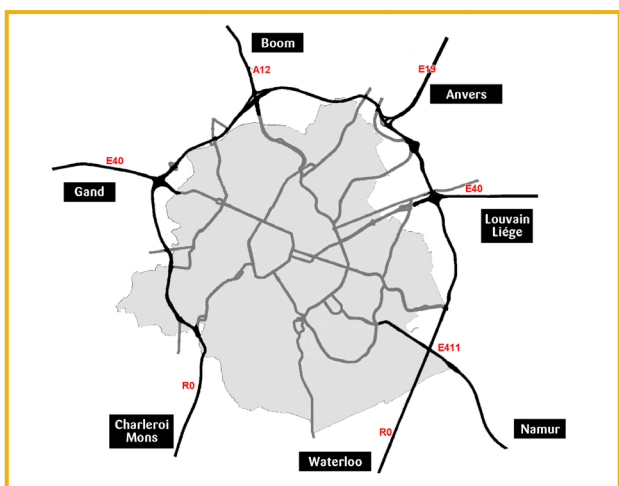 Boom
A12
E19
Anvers
E40
Gand
E40
Louvain
Liége
E411
R0
Charleroi
Mons
R0
Namur
Waterloo